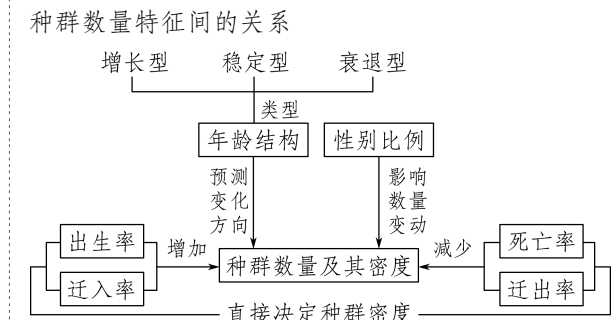 种群数量特征间的关系
增长型 稳定型 衰退型
类型
年龄结构 性别比例
预测变化方向 影响数量变动
出生率 增加 种群数量及其密度 减少 死亡率
迁入率 迁出率
直接决定种群密度